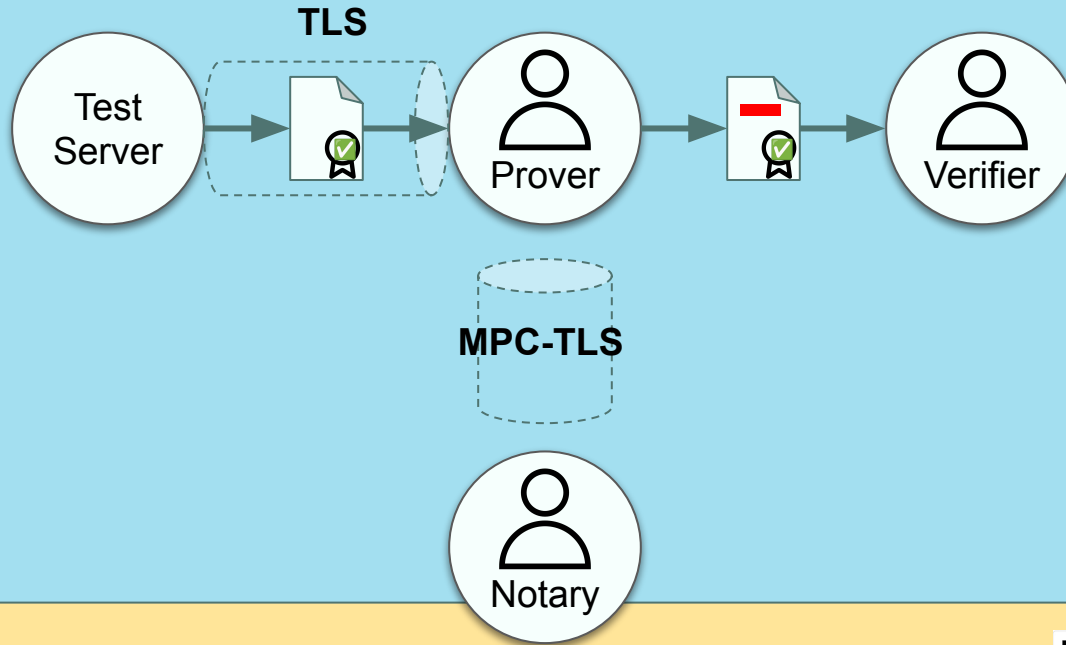 TLS
Test
Server
Prover
Verifier
MPC-TLS
Notary